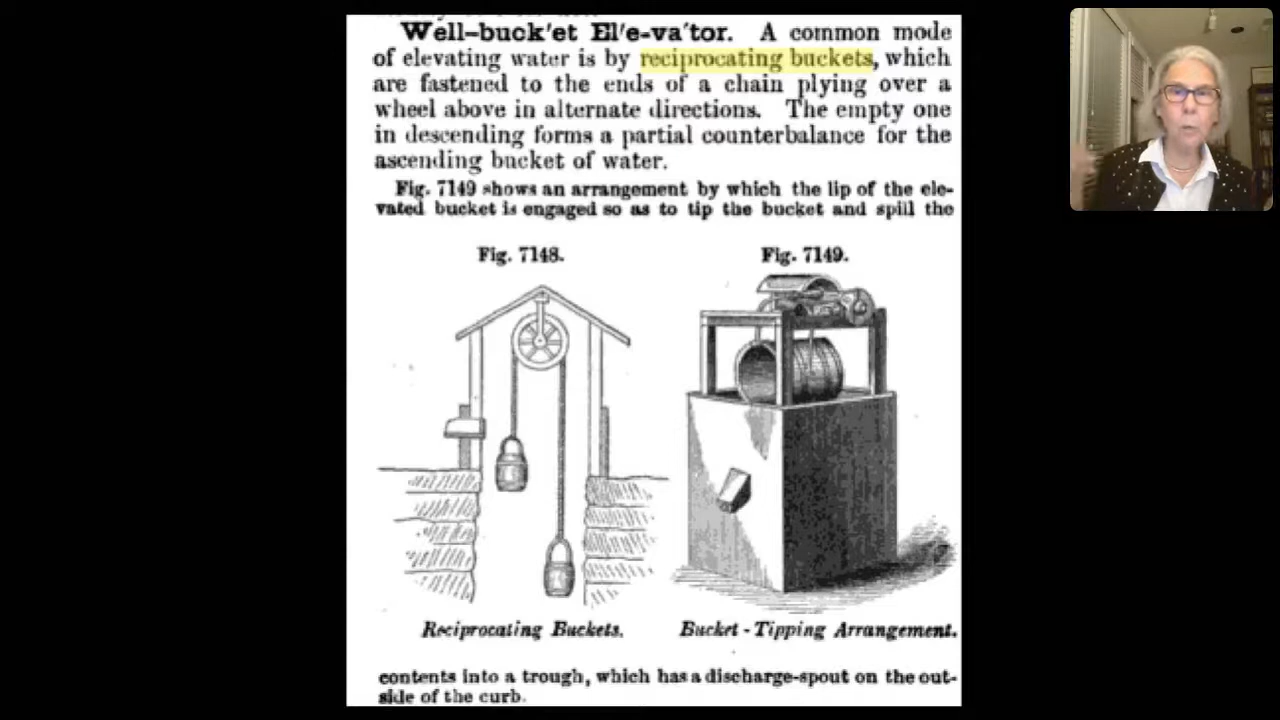 Well-buck'et El'e-va'tor. A common mode
of elevating water is by reciprocating buckets, which
are fastened to the ends of a chain plying over a
wheel above in alternate directions. The empty one
in descending forms a partial counterbalance for the
ascending bucket of water.
Fig. 7149 shows an arrangement by which the lip of the ele-
vated bucket is engaged so as to tip the bucket and spill the
Fig. 7148.
Fig. 7149.
Reciprocating Buckets.
Bucket-Tipping Arrangement.
contents into a trough, which has a discharge-spout on the out-
side of the curb.